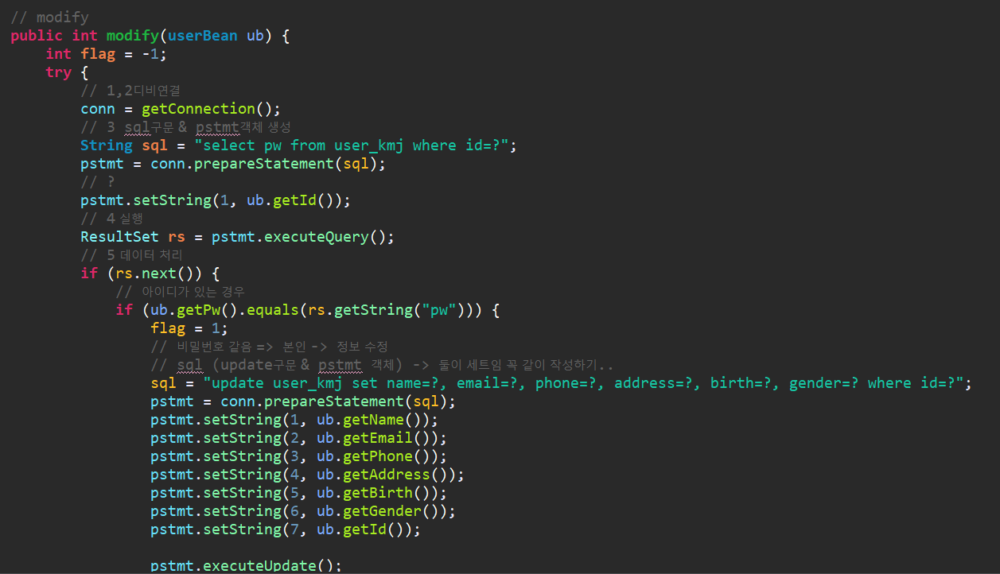 // modify
public int modify(userBean ub) {
    int flag = -1;
    try {
        // 1,2디비연결
        conn = getConnection();
        // 3 sql구문 & pstmt객체 생성
        String sql = "select pw from user_kmj where id=?";
        pstmt = conn.prepareStatement(sql);
        // ?
        pstmt.setString(1, ub.getId());
        // 4 실행
        ResultSet rs = pstmt.executeQuery();
        // 5 데이터 처리
        if (rs.next()) {
            // 아이디가 있는 경우
            if (ub.getPw().equals(rs.getString("pw"))) {
                flag = 1;
                // 비밀번호 같음 => 본인 -> 정보 수정
                // sql (update구문 & pstmt 객체) -> 둘이 세트임 꼭 같이 작성하기..
                sql = "update user_kmj set name=?, email=?, phone=?, address=?, birth=?, gender=? where id=?";
                pstmt = conn.prepareStatement(sql);
                pstmt.setString(1, ub.getName());
                pstmt.setString(2, ub.getEmail());
                pstmt.setString(3, ub.getPhone());
                pstmt.setString(4, ub.getAddress());
                pstmt.setString(5, ub.getBirth());
                pstmt.setString(6, ub.getGender());
                pstmt.setString(7, ub.getId());
                pstmt.executeUpdate();